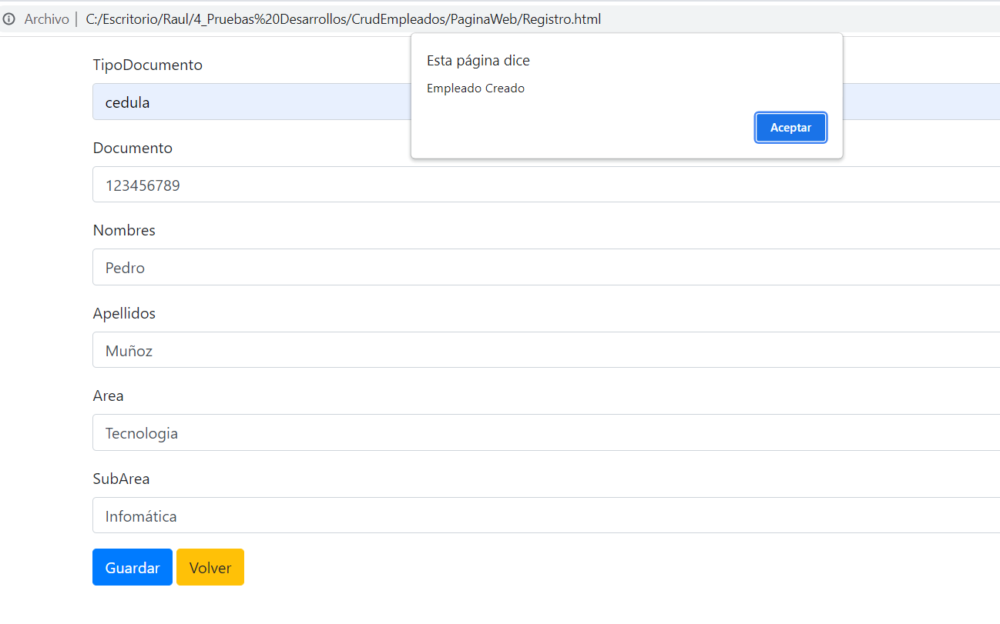 Archivo | C:/Escritorio/Raul/4_Pruebas%20Desarrollos/CrudEmpleados/PaginaWeb/Registro.html
Esta página dice
Empleado Creado
Aceptar
TipoDocumento
cedula
Documento
123456789
Nombres
Pedro
Apellidos
Muñoz
Area
Tecnologia
SubArea
Infomática
Guardar Volver